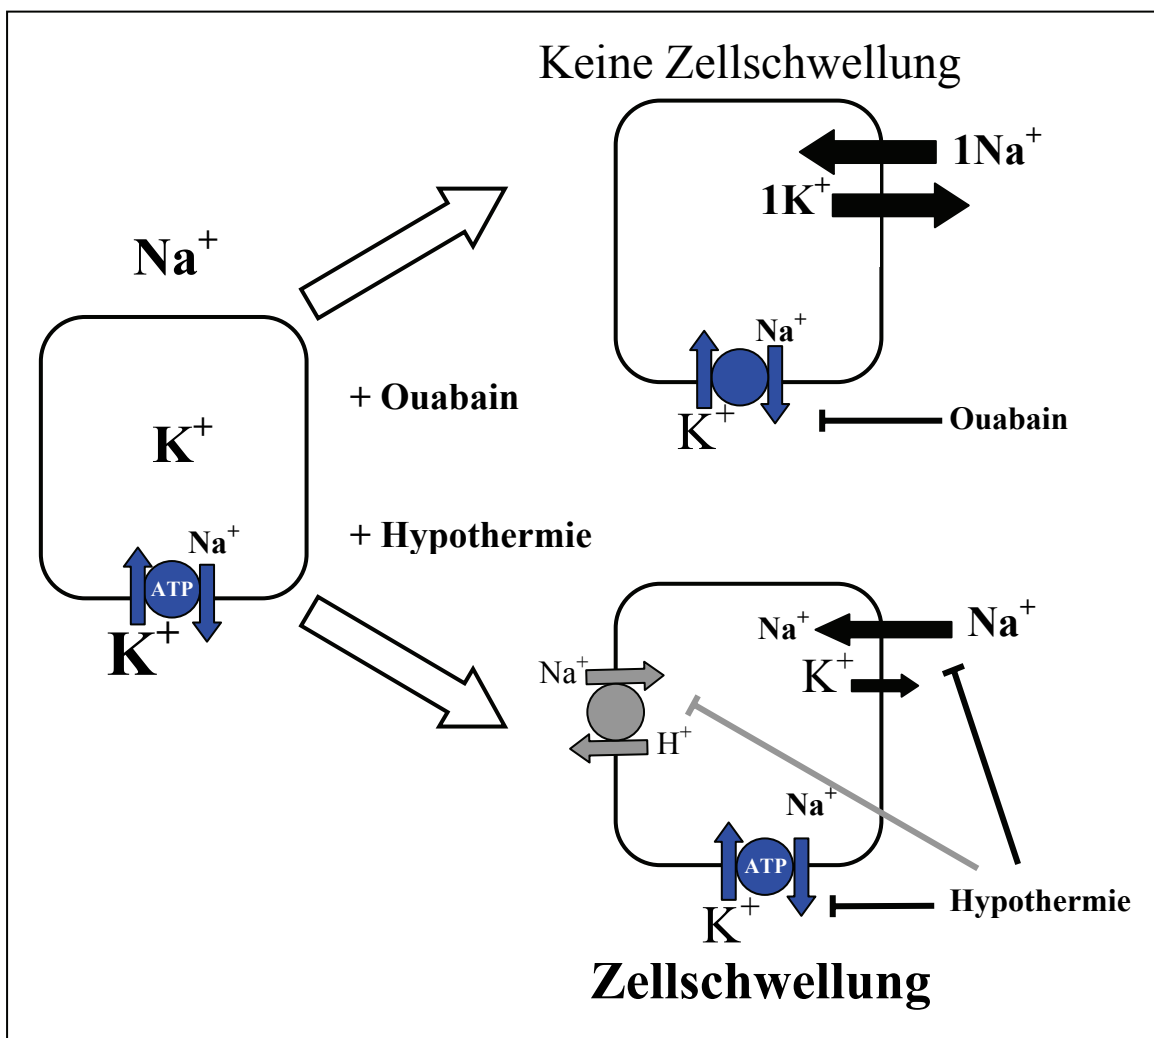 Keine Zellschwellung
1Na⁺
1K⁺
Na⁺
K⁺
Ouabain
Na⁺
K⁺
Na⁺
ATP
K⁺
+ Ouabain
+ Hypothermie
Na⁺
Na⁺
K⁺
Na⁺
H⁺
Na⁺
ATP
K⁺
Hypothermie
Zellschwellung